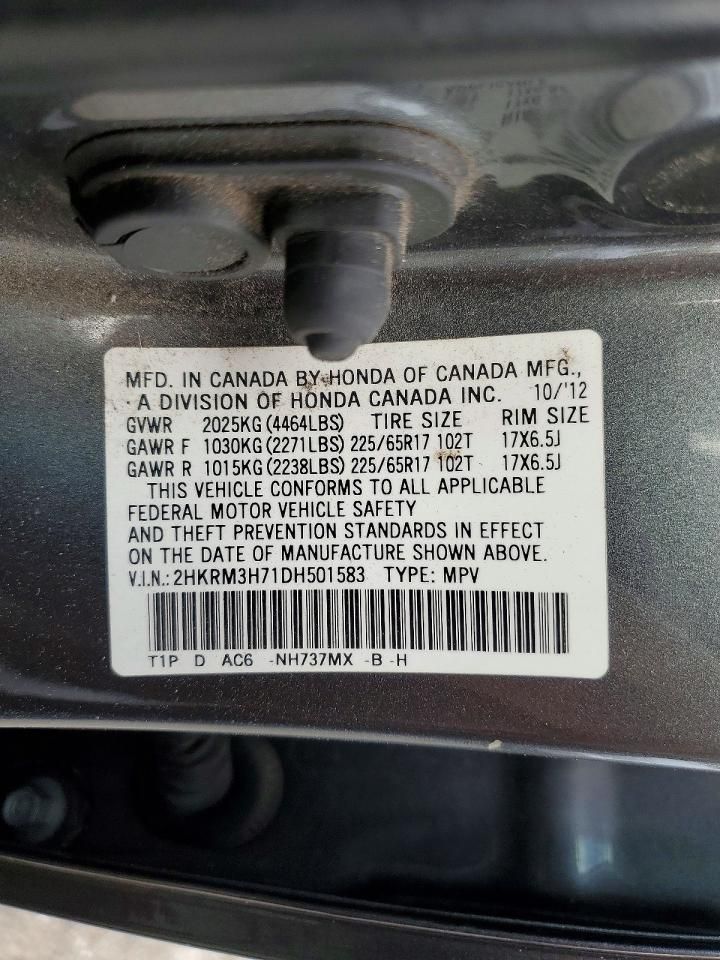 MFD. IN CANADA BY HONDA OF CANADA MFG.,
A DIVISION OF HONDA CANADA INC. 10/'12
GVWR 2025KG (4464LBS) TIRE SIZE RIM SIZE
GAWR F 1030KG (2271LBS) 225/65R17 102T 17X6.5J
GAWR R 1015KG (2238LBS) 225/65R17 102T 17X6.5J
THIS VEHICLE CONFORMS TO ALL APPLICABLE
FEDERAL MOTOR VEHICLE SAFETY
AND THEFT PREVENTION STANDARDS IN EFFECT
ON THE DATE OF MANUFACTURE SHOWN ABOVE.
V.I.N.: 2HKRM3H71DH501583 TYPE: MPV
T1P D AC6 -NH737MX -B -H